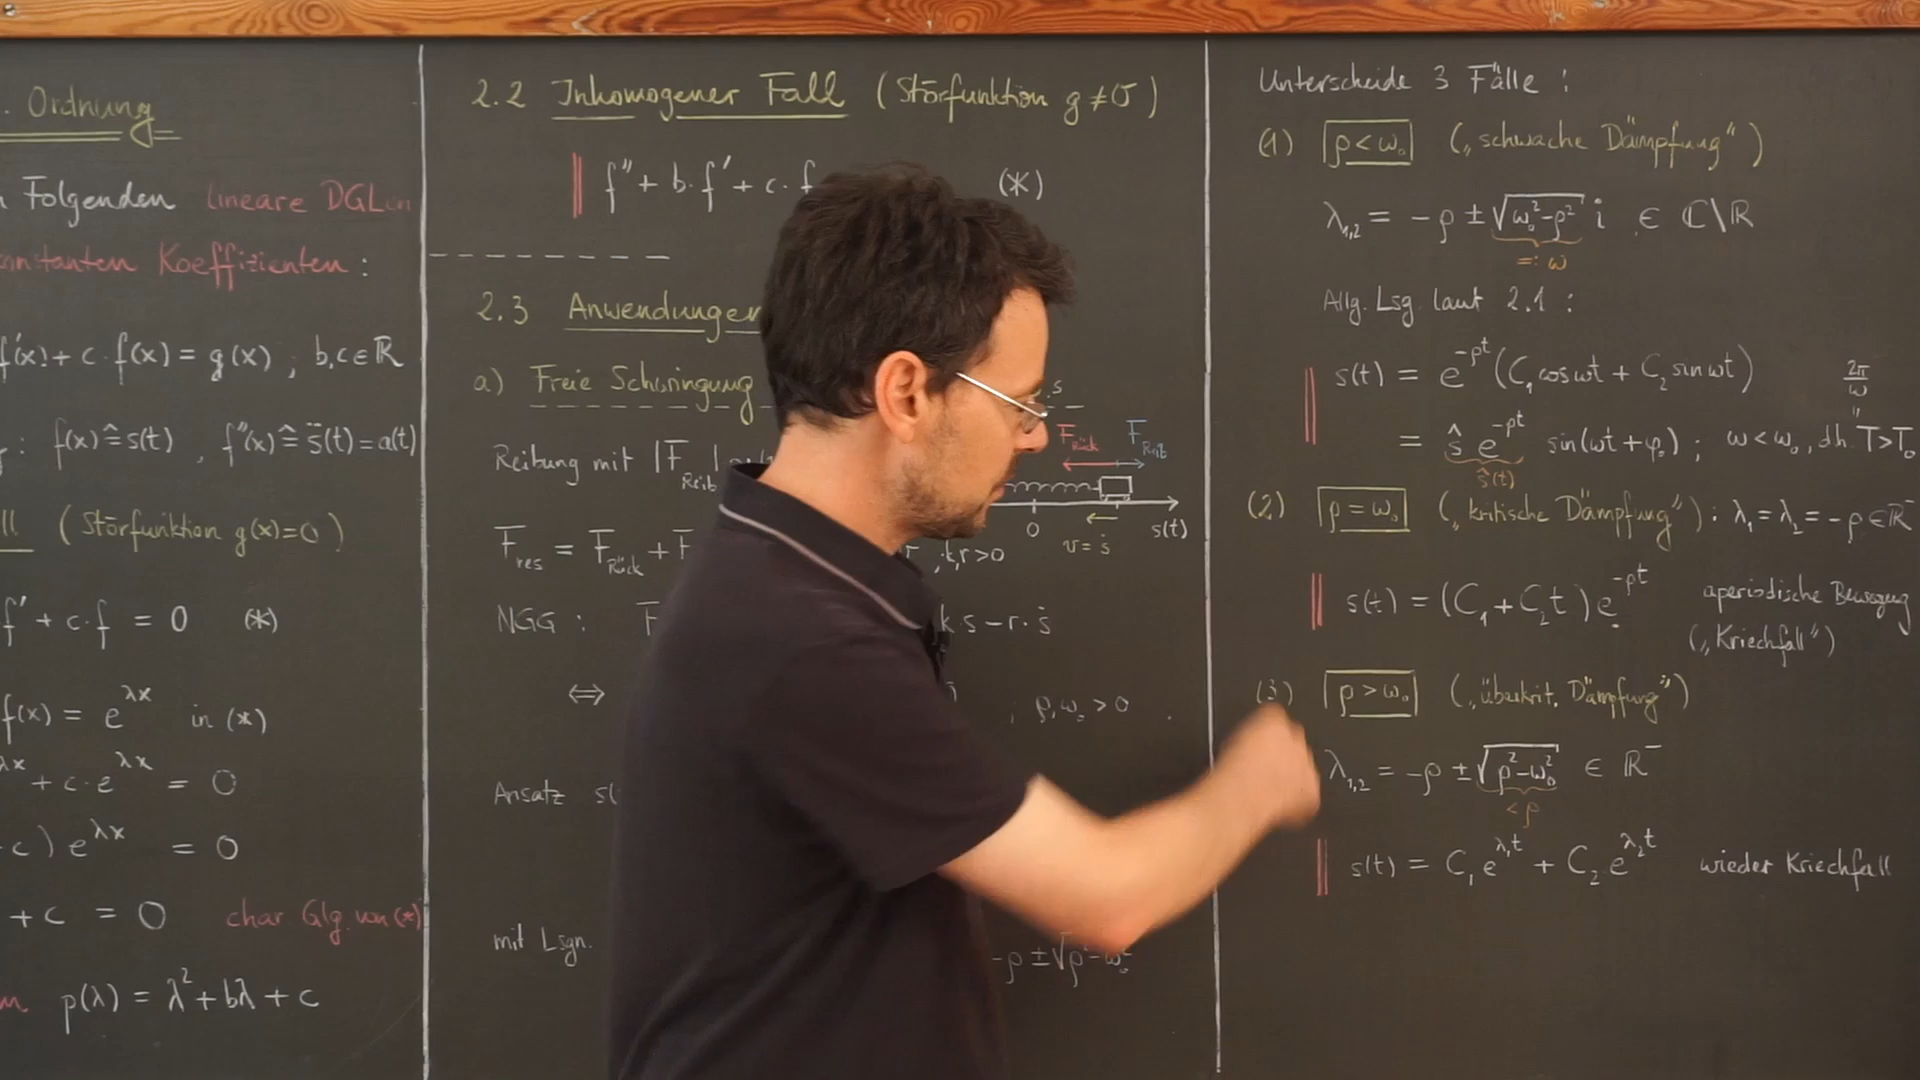 . Ordnung
Folgenden lineare DGLen
onstanten Koeffizienten :
f'(x) + c · f(x) = g(x) ; b, c ∈ ℝ
: f(x) ≙ s(t) , f''(x) ≙ s̈(t) = a(t)
ll (Störfunktion g(x)=0)
f' + c · f = 0 (*)
f(x) = e^{λx} in (*)
λx + c · e^{λx} = 0
c) e^{λx} = 0
+ c = 0 char Glg. von (*)
m p(λ) = λ² + bλ + c
2.2 Inhomogener Fall (Störfunktion g ≠ 0)
f'' + b · f' + c · f (*)
2.3 Anwendungen
a) Freie Schwingung
Reibung mit |F_Reib|
s
F_Rück F_Reib
0 s(t)
v = ṡ
F_res = F_Rück + F r , k, r > 0
NGG : F k · s − r · ṡ
⇔ , ρ, ω₀ > 0
Ansatz s(
mit Lsgn. −ρ ± √ρ² − ω₀²
Unterscheide 3 Fälle :
(1) ρ < ω₀ („schwache Dämpfung")
λ₁,₂ = −ρ ± √ω₀² − ρ² i ∈ ℂ\ℝ
=: ω
Allg. Lsg. laut 2.1 :
s(t) = e^{−ρt} (C₁ cos ωt + C₂ sin ωt) 2π/ω
= ŝ e^{−ρt} sin(ωt + φ₀) ; ω < ω₀, d.h. T > T₀
ŝ(t)
(2) ρ = ω₀ („kritische Dämpfung") : λ₁ = λ₂ = −ρ ∈ ℝ⁻
s(t) = (C₁ + C₂t) e^{−ρt} aperiodische Bewegung
(„Kriechfall")
(3) ρ > ω₀ („überkrit. Dämpfung")
λ₁,₂ = −ρ ± √ρ² − ω₀² ∈ ℝ⁻
< ρ
s(t) = C₁ e^{λ₁t} + C₂ e^{λ₂t} wieder Kriechfall